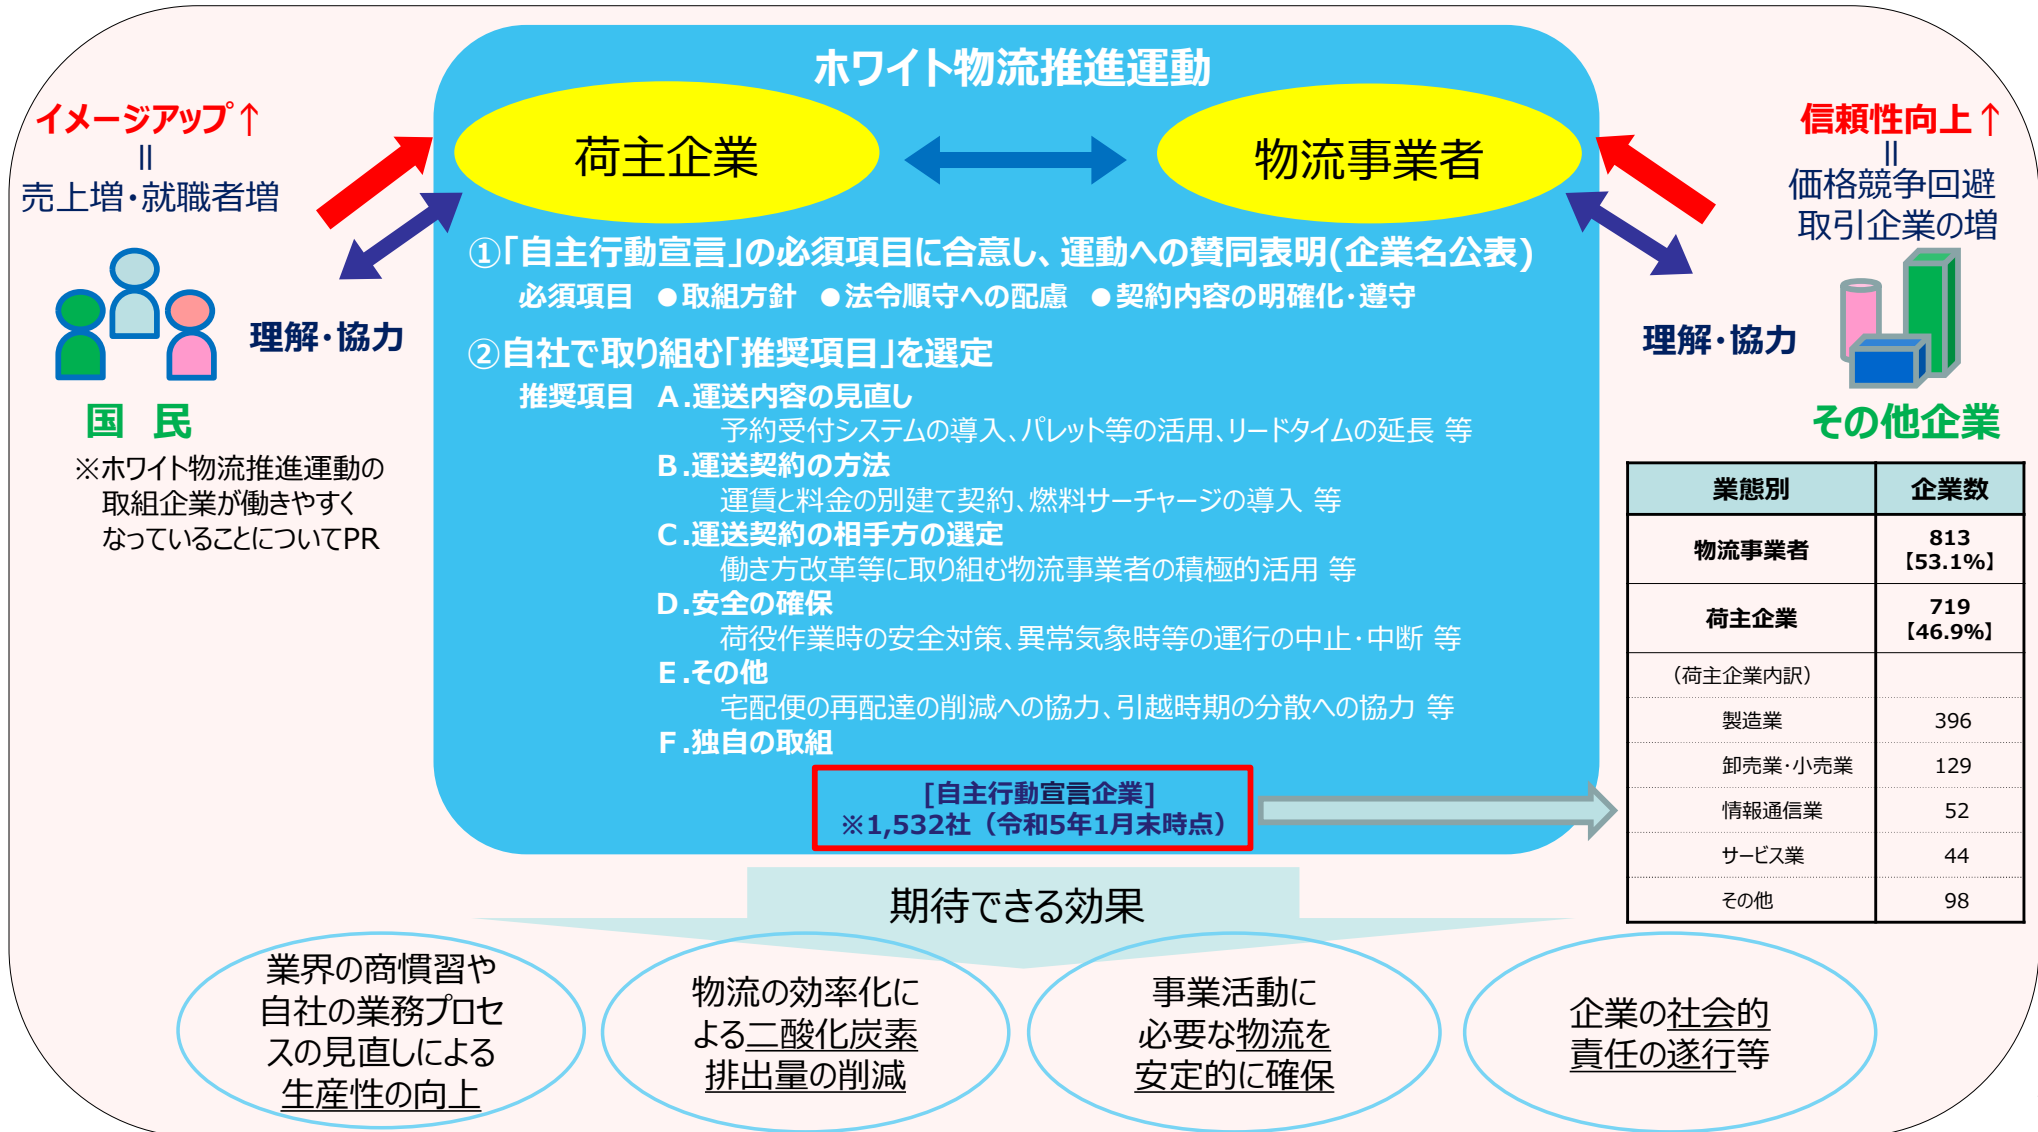 ホワイト物流推進運動
荷主企業
物流事業者
イメージアップ↑
＝
売上増・就職者増
信頼性向上↑
＝
価格競争回避
取引企業の増
①「自主行動宣言」の必須項目に合意し、運動への賛同表明(企業名公表)
必須項目 ●取組方針 ●法令順守への配慮 ●契約内容の明確化・遵守
理解・協力
理解・協力
②自社で取り組む「推奨項目」を選定
推奨項目 A.運送内容の見直し
予約受付システムの導入、パレット等の活用、リードタイムの延長 等
B.運送契約の方法
運賃と料金の別建て契約、燃料サーチャージの導入 等
C.運送契約の相手方の選定
働き方改革等に取り組む物流事業者の積極的活用 等
D.安全の確保
荷役作業時の安全対策、異常気象時等の運行の中止・中断 等
E.その他
宅配便の再配達の削減への協力、引越時期の分散への協力 等
F.独自の取組
[自主行動宣言企業]
※1,532社（令和5年1月末時点）
国 民
※ホワイト物流推進運動の
取組企業が働きやすく
なっていることについてPR
その他企業
業態別 企業数
物流事業者 813
【53.1%】
荷主企業 719
【46.9%】
（荷主企業内訳）
製造業 396
卸売業・小売業 129
情報通信業 52
サービス業 44
その他 98
期待できる効果
業界の商慣習や
自社の業務プロセ
スの見直しによる
生産性の向上
物流の効率化に
よる二酸化炭素
排出量の削減
事業活動に
必要な物流を
安定的に確保
企業の社会的
責任の遂行等